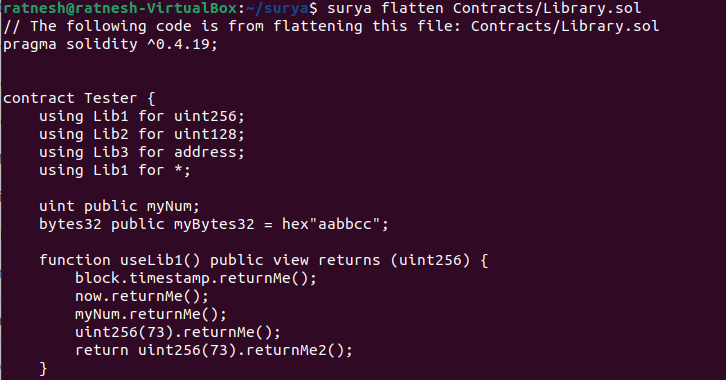 ratnesh@ratnesh-VirtualBox:~/surya$ surya flatten Contracts/Library.sol
// The following code is from flattening this file: Contracts/Library.sol
pragma solidity ^0.4.19;
contract Tester {
    using Lib1 for uint256;
    using Lib2 for uint128;
    using Lib3 for address;
    using Lib1 for *;
    uint public myNum;
    bytes32 public myBytes32 = hex"aabbcc";
    function useLib1() public view returns (uint256) {
        block.timestamp.returnMe();
        now.returnMe();
        myNum.returnMe();
        uint256(73).returnMe();
        return uint256(73).returnMe2();
    }